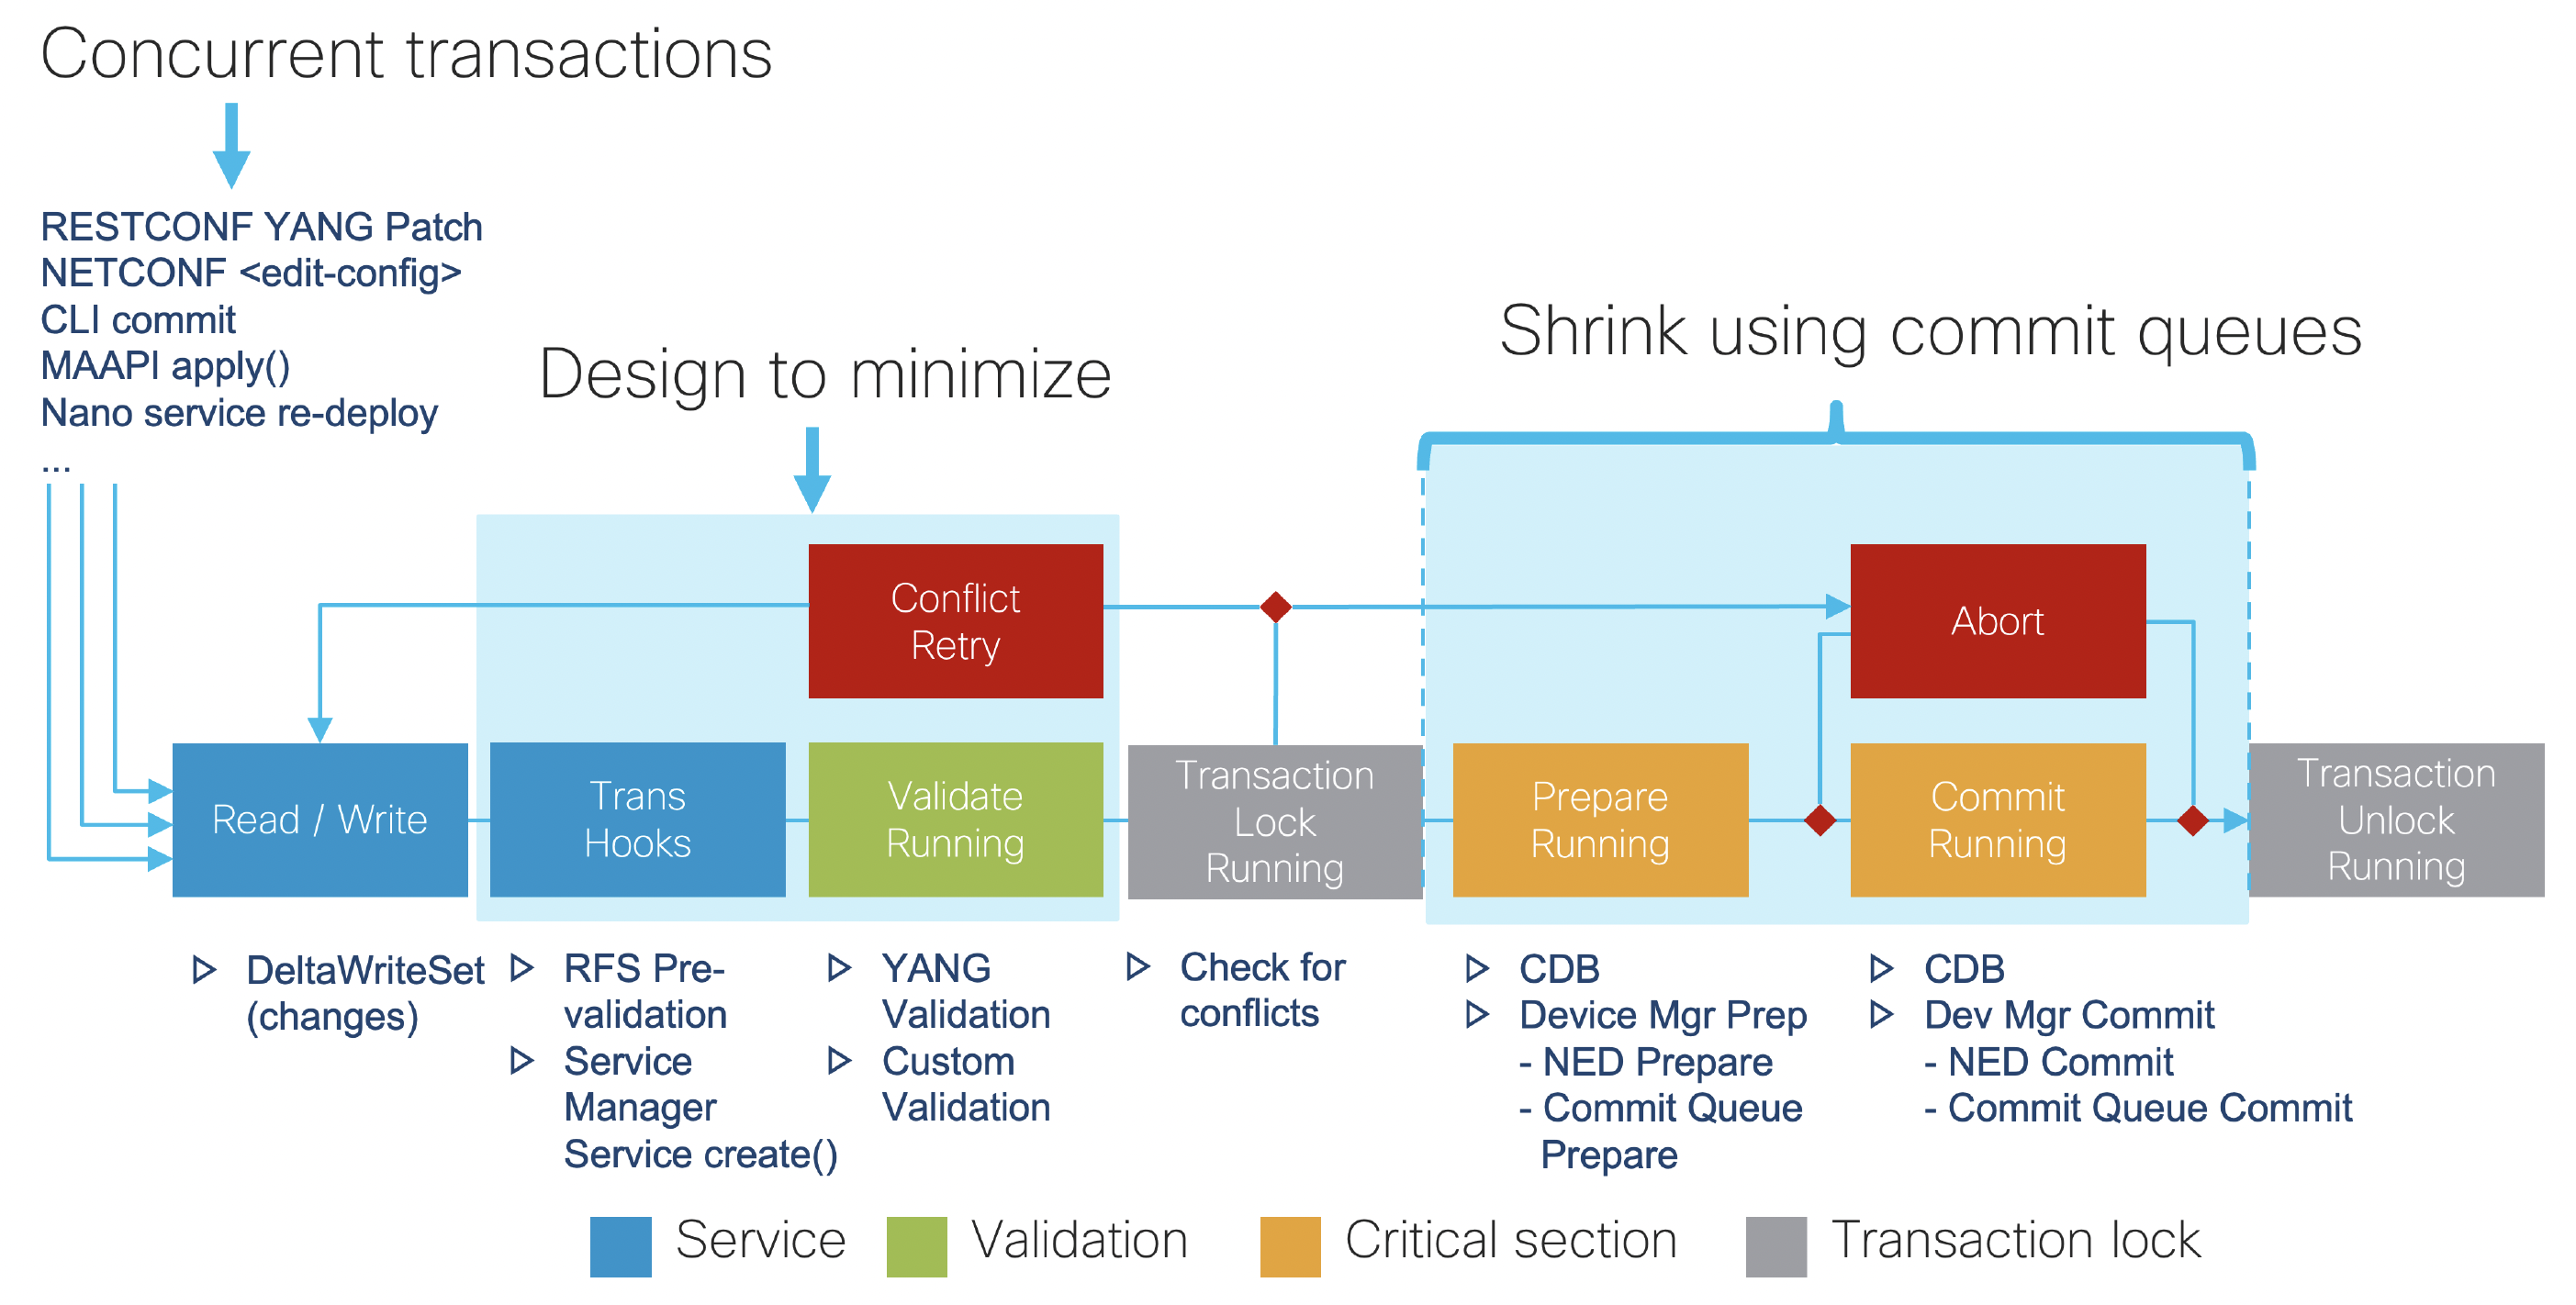 Concurrent transactions
RESTCONF YANG Patch
NETCONF <edit-config>
CLI commit
MAAPI apply()
Nano service re-deploy
...
Design to minimize
Shrink using commit queues
Conflict
Retry
Abort
Read / Write
Trans
Hooks
Validate
Running
Transaction
Lock
Running
Prepare
Running
Commit
Running
Transaction
Unlock
Running
DeltaWriteSet
(changes)
RFS Pre-
validation
Service
Manager
Service create()
YANG
Validation
Custom
Validation
Check for
conflicts
CDB
Device Mgr Prep
- NED Prepare
- Commit Queue
Prepare
CDB
Dev Mgr Commit
- NED Commit
- Commit Queue Commit
Service
Validation
Critical section
Transaction lock